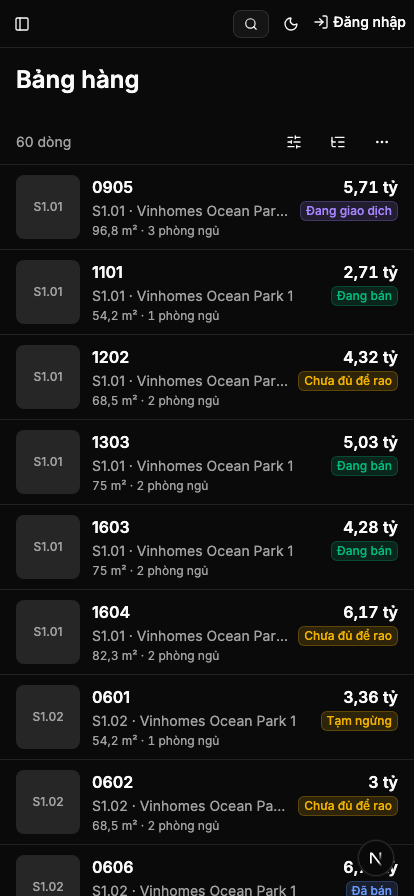 Đăng nhập
Bảng hàng
60 dòng
S1.01
0905
5,71 tỷ
S1.01 · Vinhomes Ocean Par...
Đang giao dịch
96,8 m² · 3 phòng ngủ
S1.01
1101
2,71 tỷ
S1.01 · Vinhomes Ocean Park 1
Đang bán
54,2 m² · 1 phòng ngủ
S1.01
1202
4,32 tỷ
S1.01 · Vinhomes Ocean Par...
Chưa đủ để rao
68,5 m² · 2 phòng ngủ
S1.01
1303
5,03 tỷ
S1.01 · Vinhomes Ocean Park 1
Đang bán
75 m² · 2 phòng ngủ
S1.01
1603
4,28 tỷ
S1.01 · Vinhomes Ocean Park 1
Đang bán
75 m² · 2 phòng ngủ
S1.01
1604
6,17 tỷ
S1.01 · Vinhomes Ocean Par...
Chưa đủ để rao
82,3 m² · 2 phòng ngủ
S1.02
0601
3,36 tỷ
S1.02 · Vinhomes Ocean Park 1
Tạm ngừng
54,2 m² · 1 phòng ngủ
S1.02
0602
3 tỷ
S1.02 · Vinhomes Ocean Pa...
Chưa đủ để rao
68,5 m² · 2 phòng ngủ
S1.02
0606
N
S1.02 · Vinhomes Ocean Park 1
Đã bán